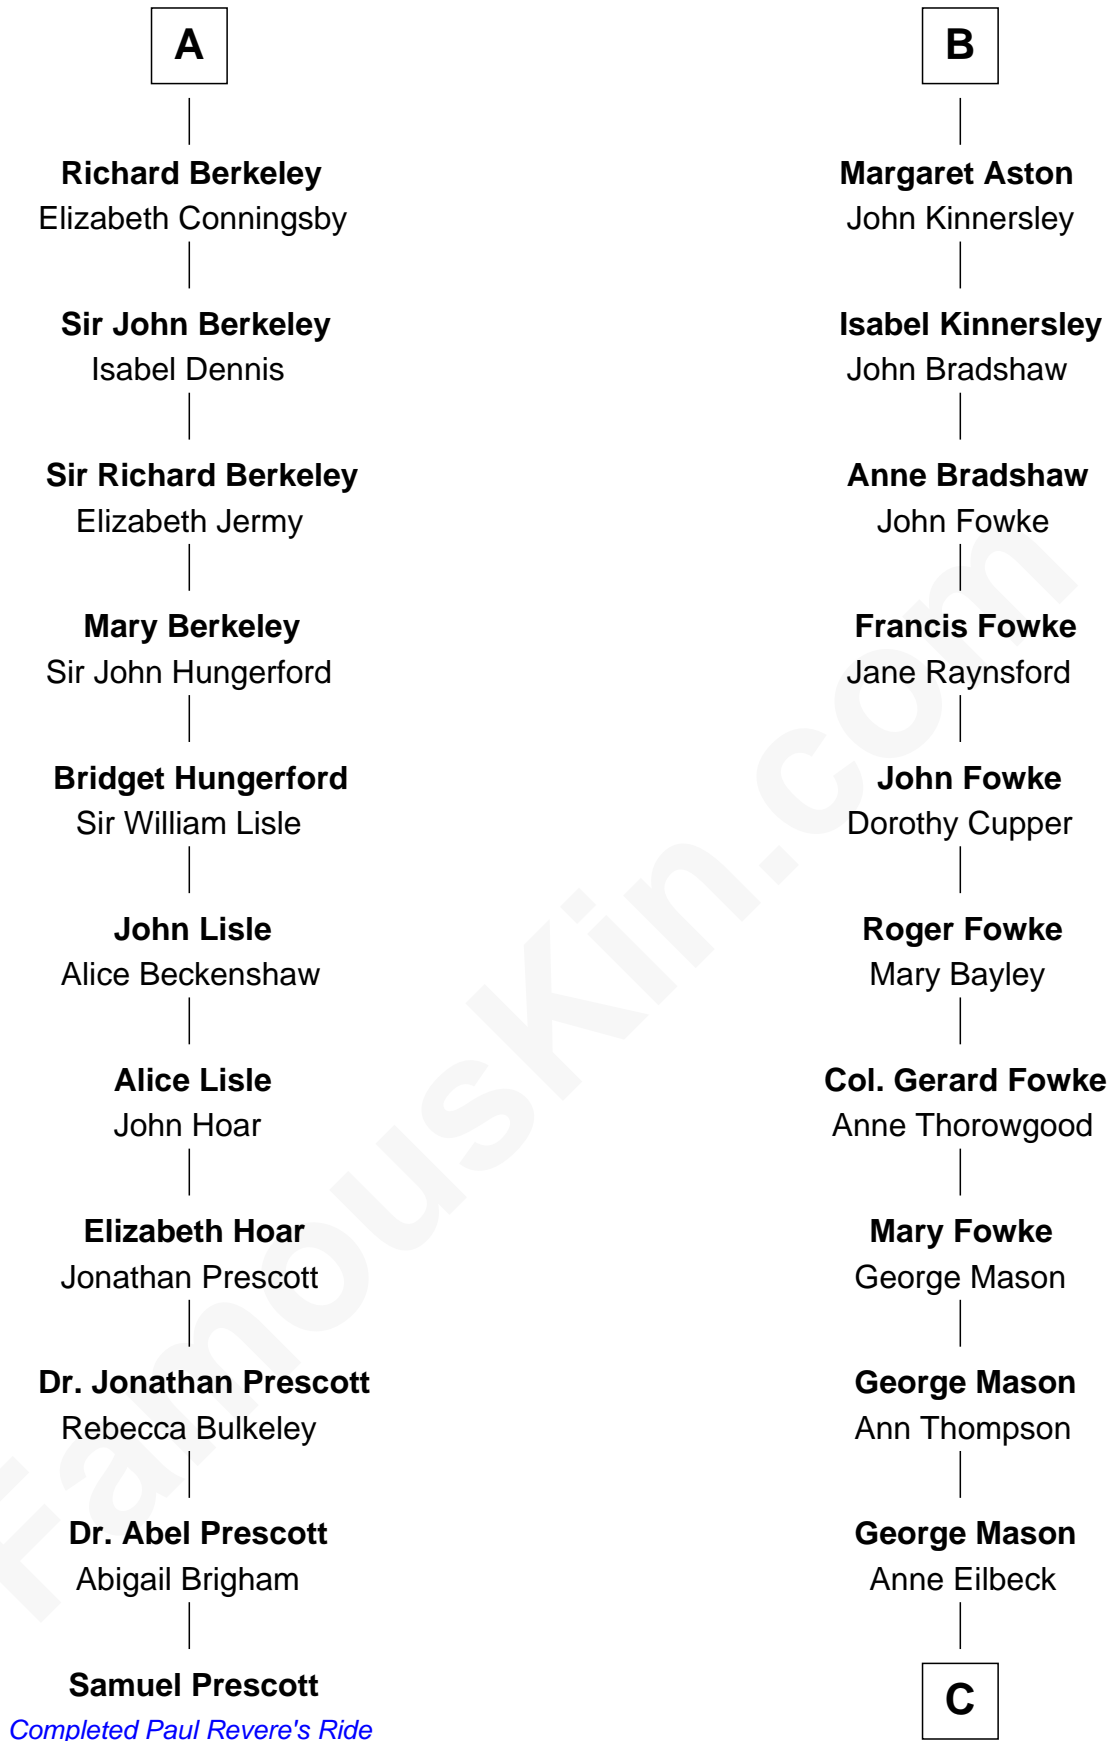 A
Richard Berkeley
Elizabeth Conningsby
Sir John Berkeley
Isabel Dennis
Sir Richard Berkeley
Elizabeth Jermy
Mary Berkeley
Sir John Hungerford
Bridget Hungerford
Sir William Lisle
John Lisle
Alice Beckenshaw
Alice Lisle
John Hoar
Elizabeth Hoar
Jonathan Prescott
Dr. Jonathan Prescott
Rebecca Bulkeley
Dr. Abel Prescott
Abigail Brigham
Samuel Prescott
Completed Paul Revere's Ride
B
Margaret Aston
John Kinnersley
Isabel Kinnersley
John Bradshaw
Anne Bradshaw
John Fowke
Francis Fowke
Jane Raynsford
John Fowke
Dorothy Cupper
Roger Fowke
Mary Bayley
Col. Gerard Fowke
Anne Thorowgood
Mary Fowke
George Mason
George Mason
Ann Thompson
George Mason
Anne Eilbeck
C
FamousKin.com